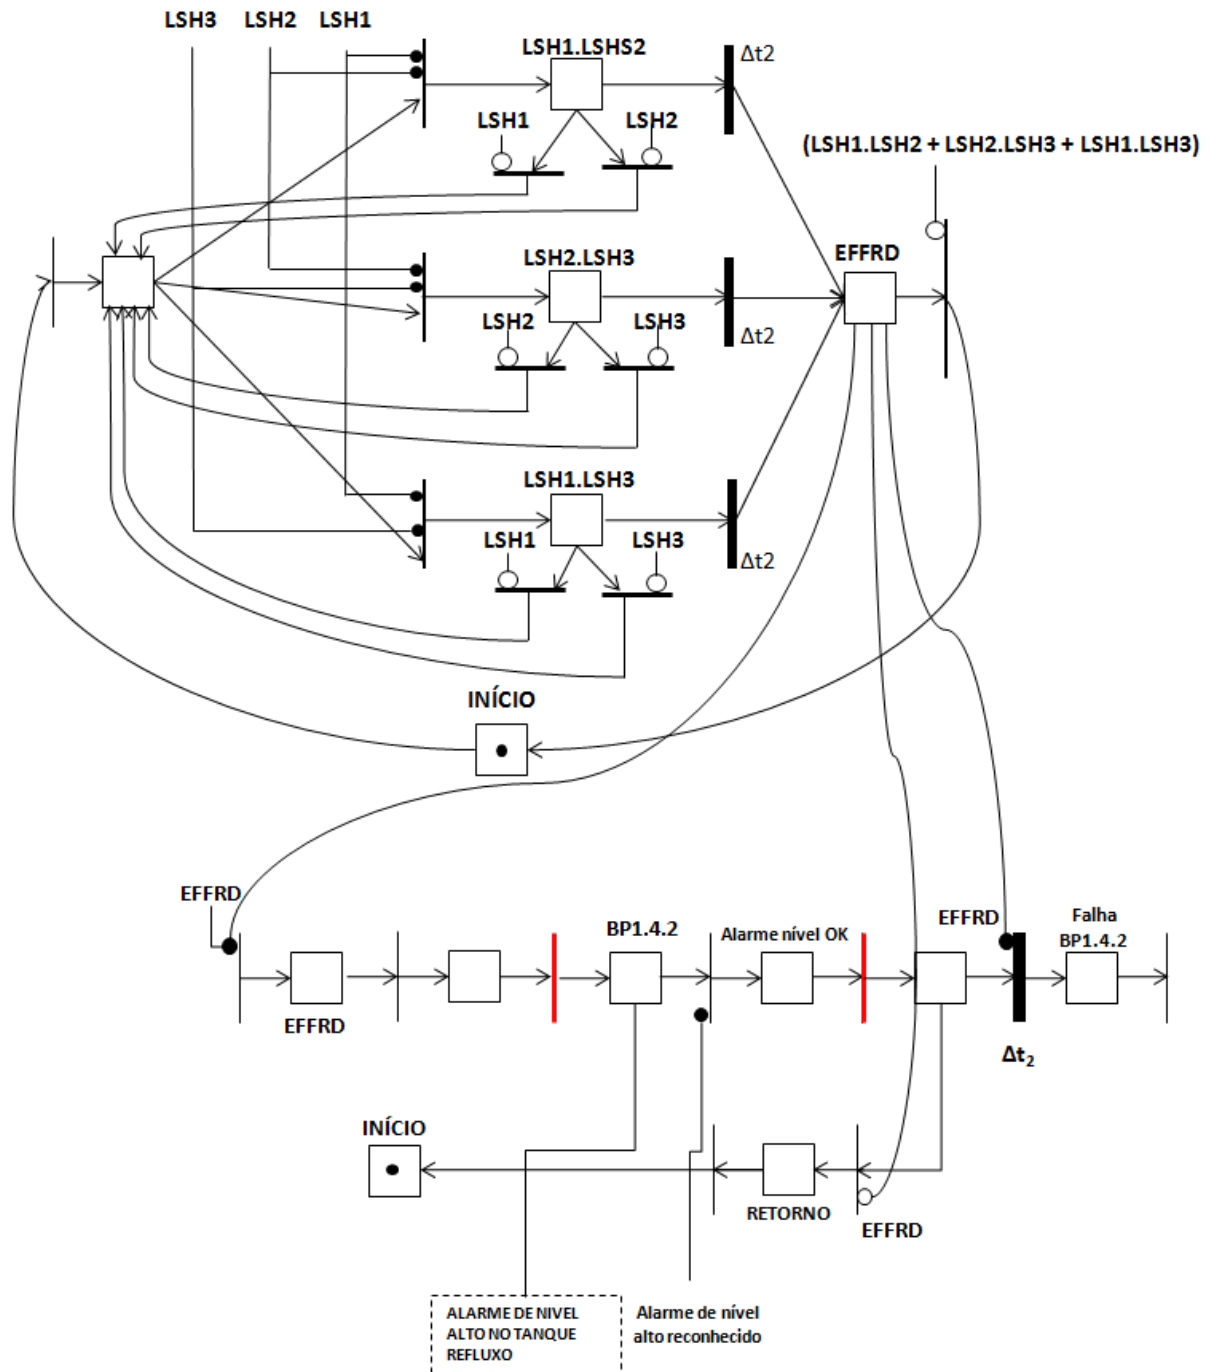 LSH3 LSH2 LSH1
LSH1.LSHS2
Δt2
LSH1
LSH2
(LSH1.LSH2 + LSH2.LSH3 + LSH1.LSH3)
LSH2.LSH3
EFFRD
LSH2
LSH3
Δt2
LSH1.LSH3
LSH1
LSH3
Δt2
INÍCIO
EFFRD
BP1.4.2
Alarme nível OK
EFFRD
Falha
BP1.4.2
EFFRD
Δt₂
INÍCIO
RETORNO
EFFRD
ALARME DE NIVEL
ALTO NO TANQUE
REFLUXO
Alarme de nível
alto reconhecido